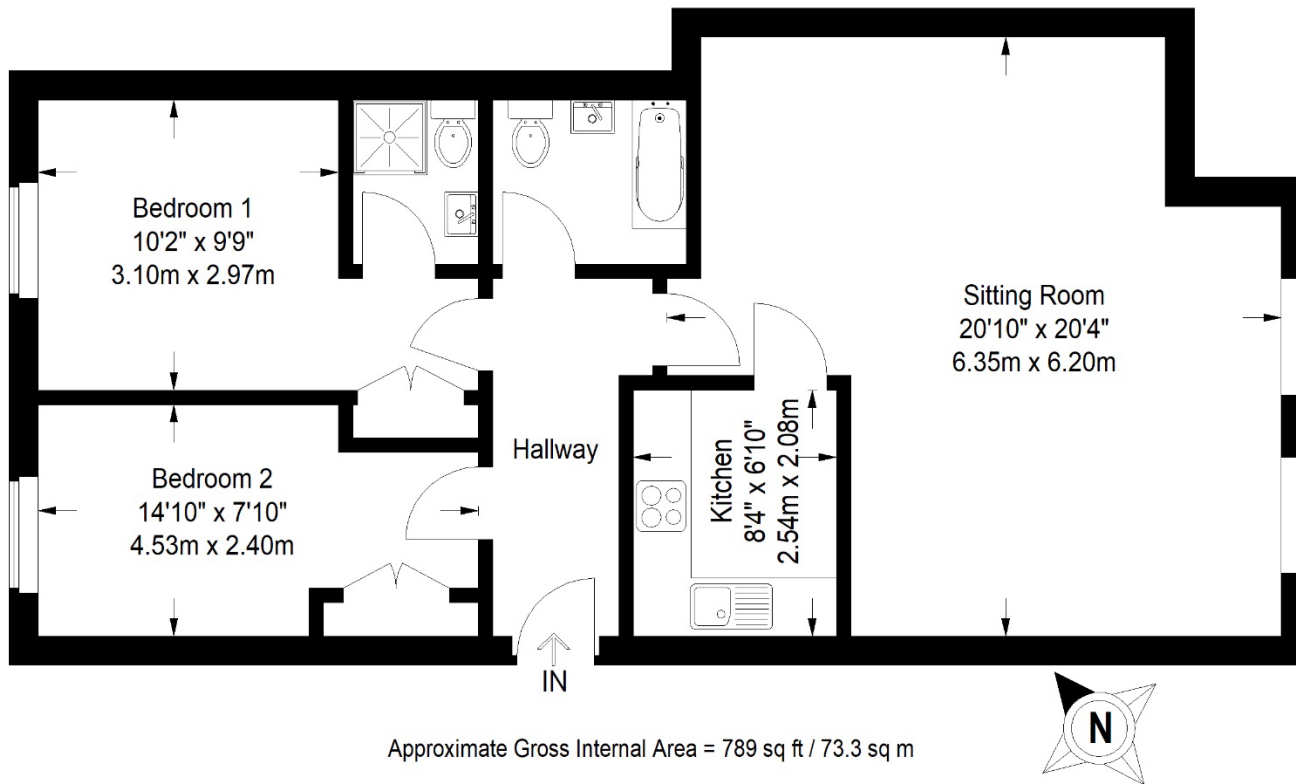 Bedroom 1
10'2" x 9'9"
3.10m x 2.97m
Sitting Room
20'10" x 20'4"
6.35m x 6.20m
Bedroom 2
14'10" x 7'10"
4.53m x 2.40m
Hallway
Kitchen
8'4" x 6'10"
2.54m x 2.08m
IN
N
Approximate Gross Internal Area = 789 sq ft / 73.3 sq m